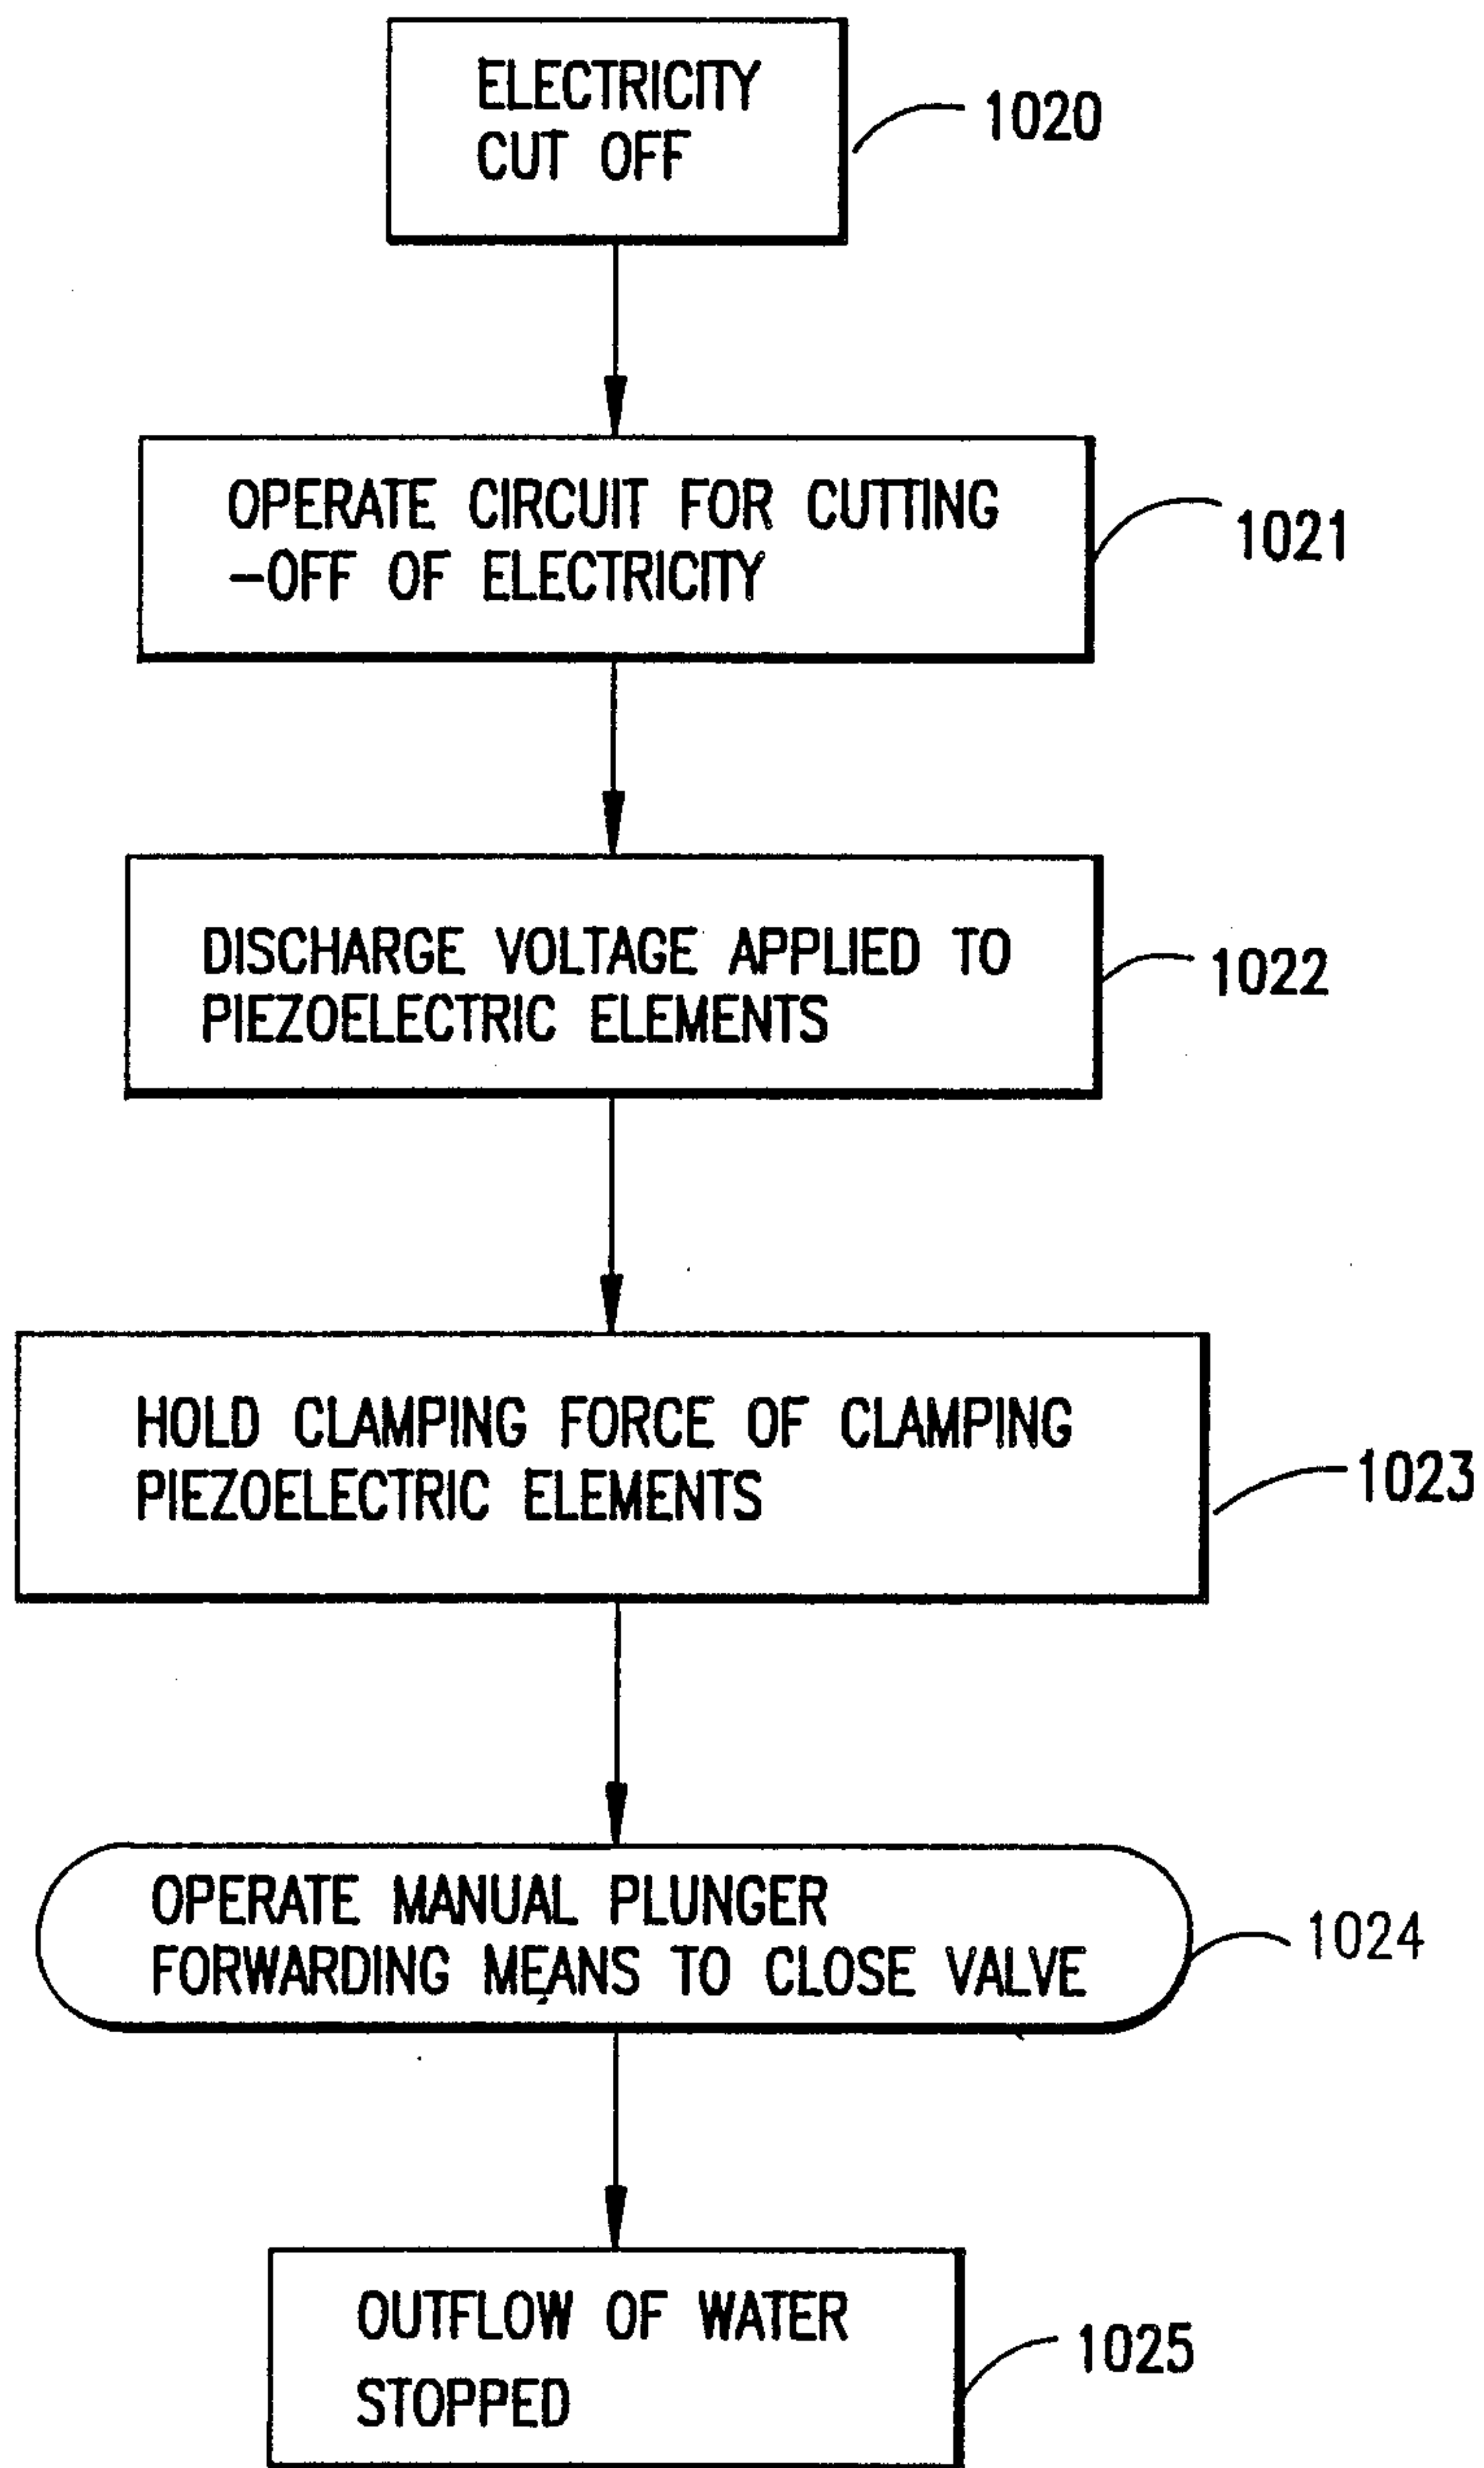 ELECTRICITY
CUT OFF
1020
OPERATE CIRCUIT FOR CUTTING
-OFF OF ELECTRICITY
1021
DISCHARGE VOLTAGE APPLIED TO
PIEZOELECTRIC ELEMENTS
1022
HOLD CLAMPING FORCE OF CLAMPING
PIEZOELECTRIC ELEMENTS
1023
OPERATE MANUAL PLUNGER
FORWARDING MEANS TO CLOSE VALVE
1024
OUTFLOW OF WATER
STOPPED
1025